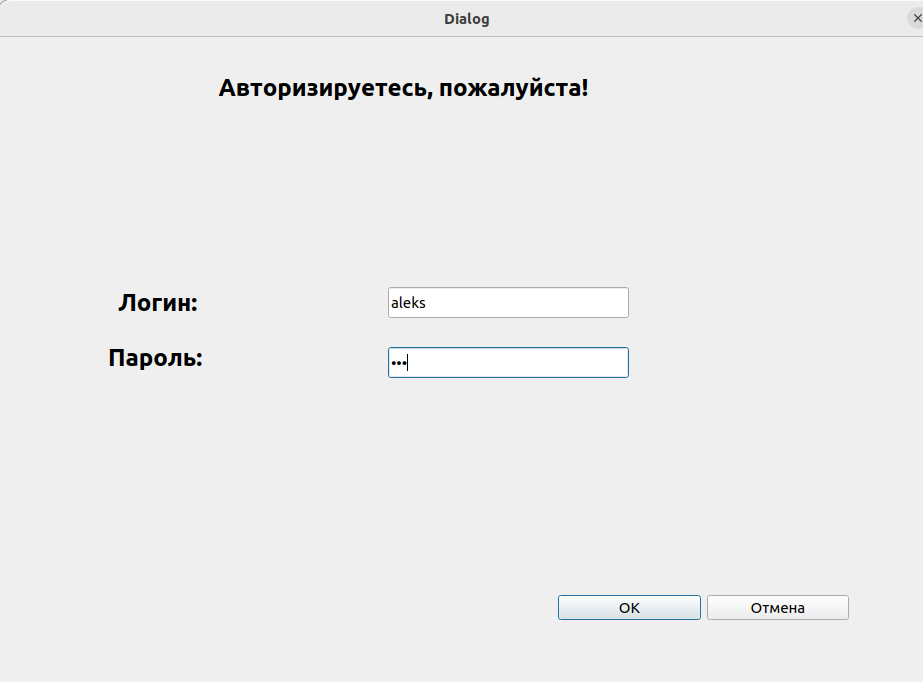 Dialog
Авторизируетесь, пожалуйста!
Логин:
aleks
Пароль:
•••
OK
Отмена